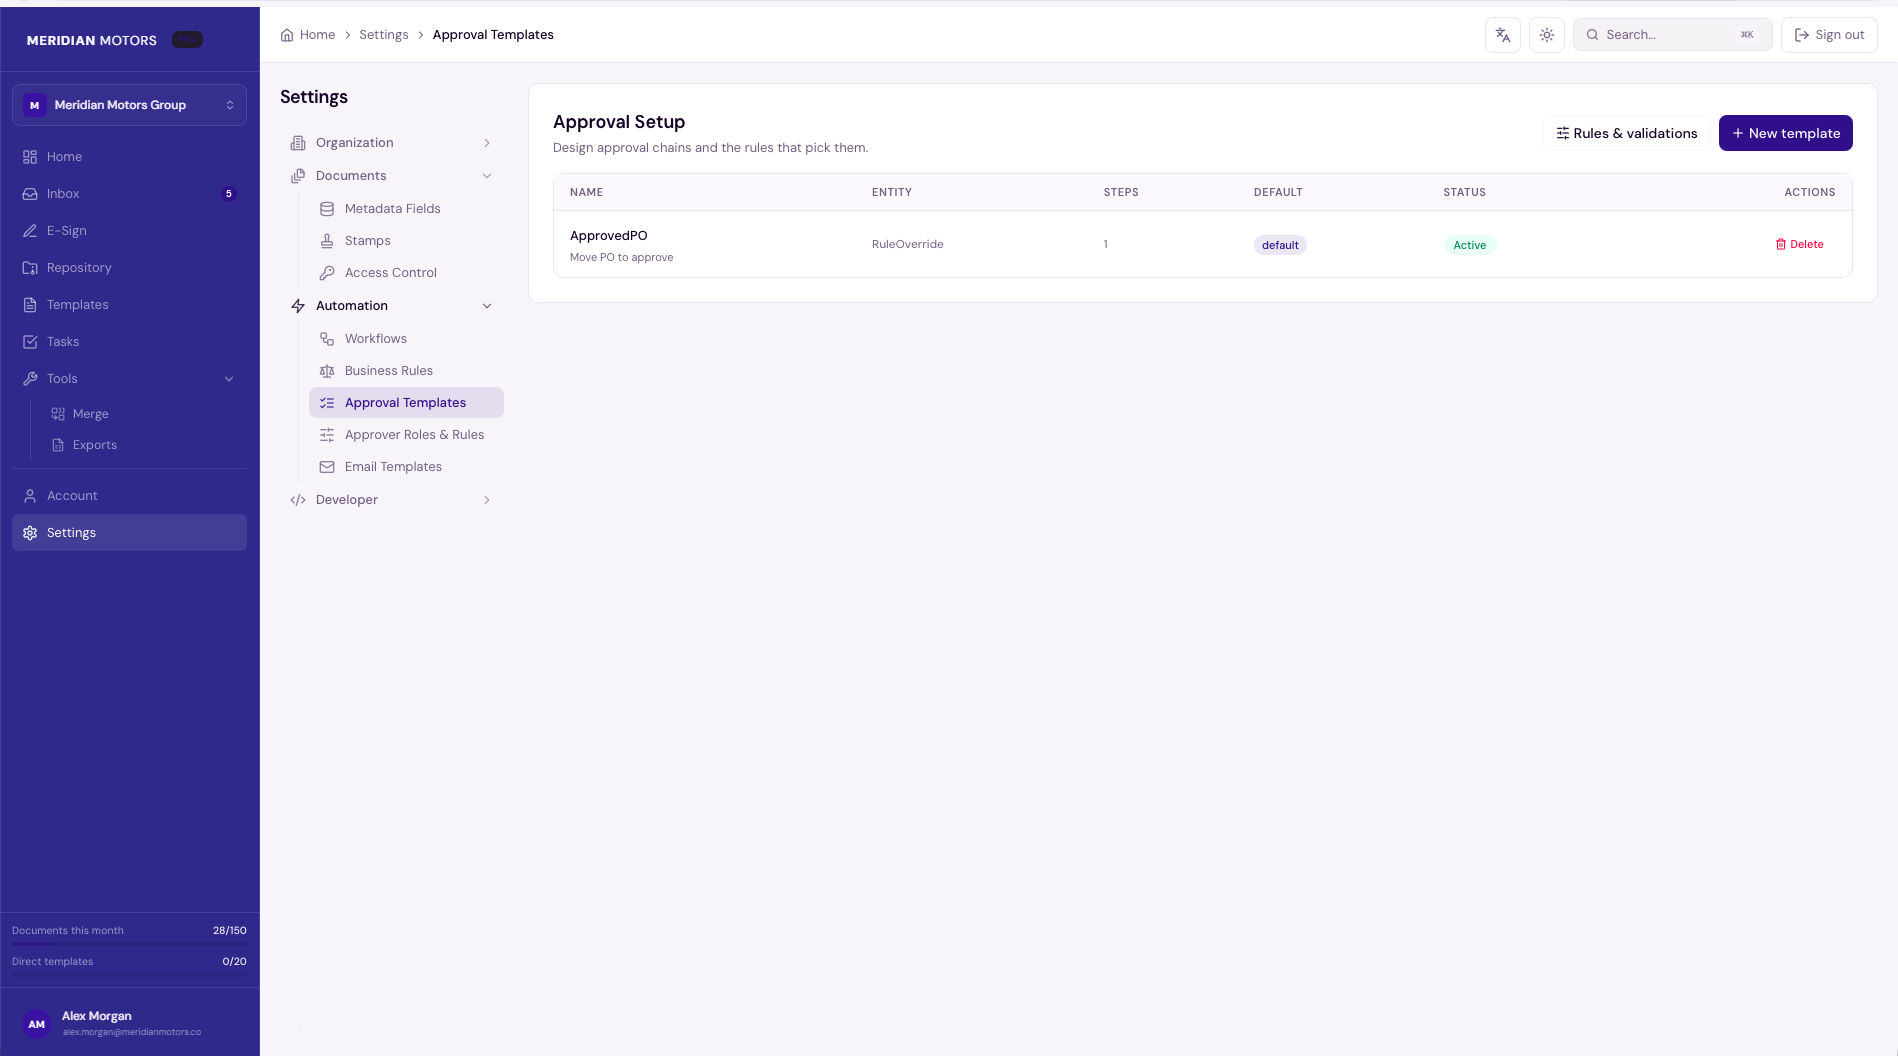 MERIDIAN MOTORS
Home > Settings > Approval Templates
Search...
⌘K
Sign out
M
Meridian Motors Group
Home
Inbox
5
E-Sign
Repository
Templates
Tasks
Tools
Merge
Exports
Account
Settings
Documents this month 28/150
Direct templates 0/20
AM
Alex Morgan
alex.morgan@meridianmotors.co
Settings
Organization
Documents
Metadata Fields
Stamps
Access Control
Automation
Workflows
Business Rules
Approval Templates
Approver Roles & Rules
Email Templates
Developer
Approval Setup
Design approval chains and the rules that pick them.
Rules & validations
+ New template
NAME ENTITY STEPS DEFAULT STATUS ACTIONS
ApprovedPO
Move PO to approve
RuleOverride 1 default Active Delete